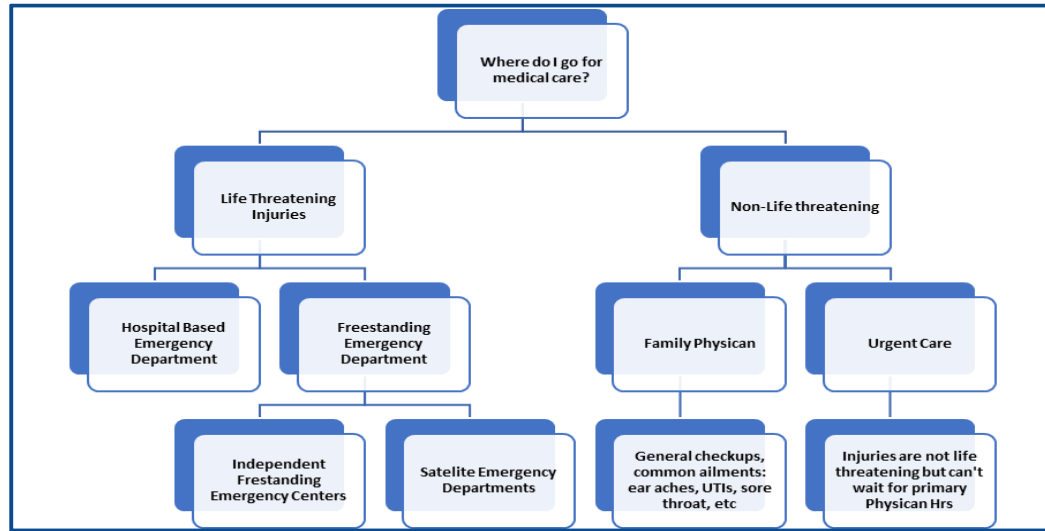 Where do I go for
medical care?
Life Threatening
Injuries
Non-Life threatening
Hospital Based
Emergency
Department
Freestanding
Emergency
Department
Family Physican
Urgent Care
Independent
Frestanding
Emergency Centers
Satelite Emergency
Departments
General checkups,
common ailments:
ear aches, UTIs, sore
throat, etc
Injuries are not life
threatening but can't
wait for primary
Physican Hrs